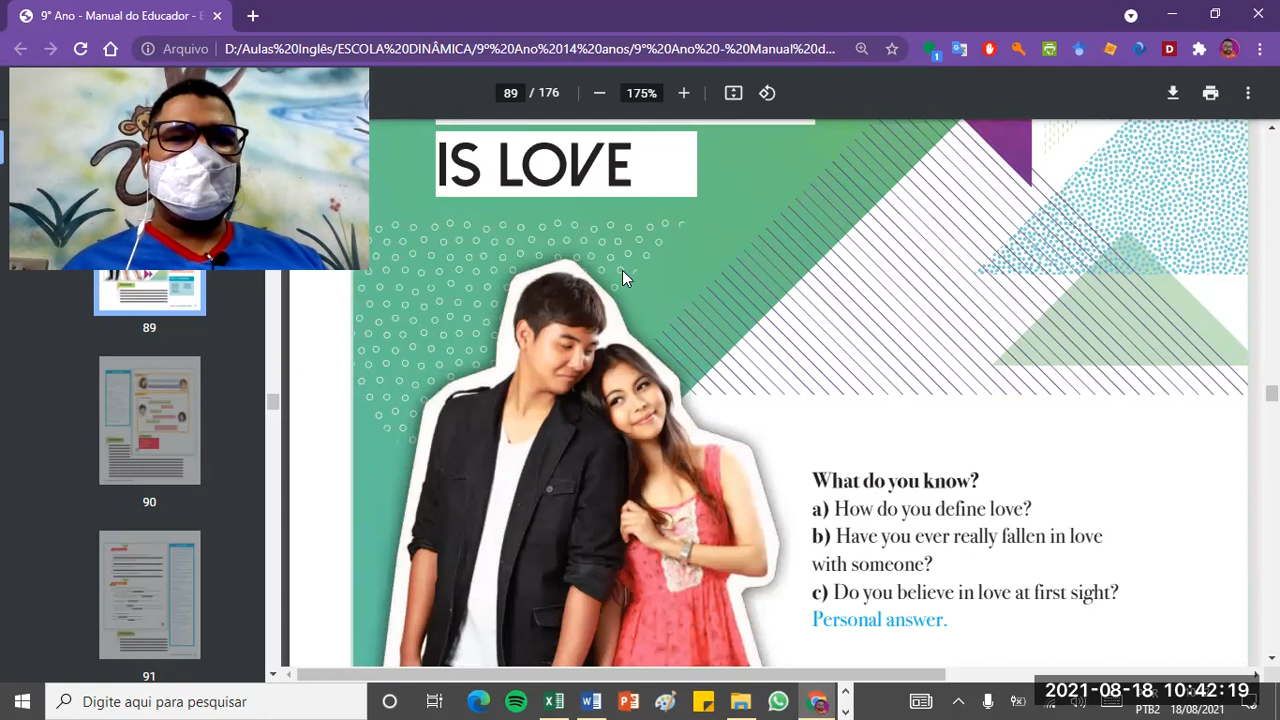 9° Ano - Manual do Educador - E
Arquivo
D:/Aulas%20Inglês/ESCOLA%20DINÂMICA/9º%20Ano%2014%20anos/9°%20Ano%20-%20Manual%20d...
1
D
89 / 176
175%
IS LOVE
89
90
91
What do you know?
a) How do you define love?
b) Have you ever really fallen in love
with someone?
c) Do you believe in love at first sight?
Personal answer.
Digite aqui para pesquisar
2021-08-18 10:42:19
PTB2 18/08/2021